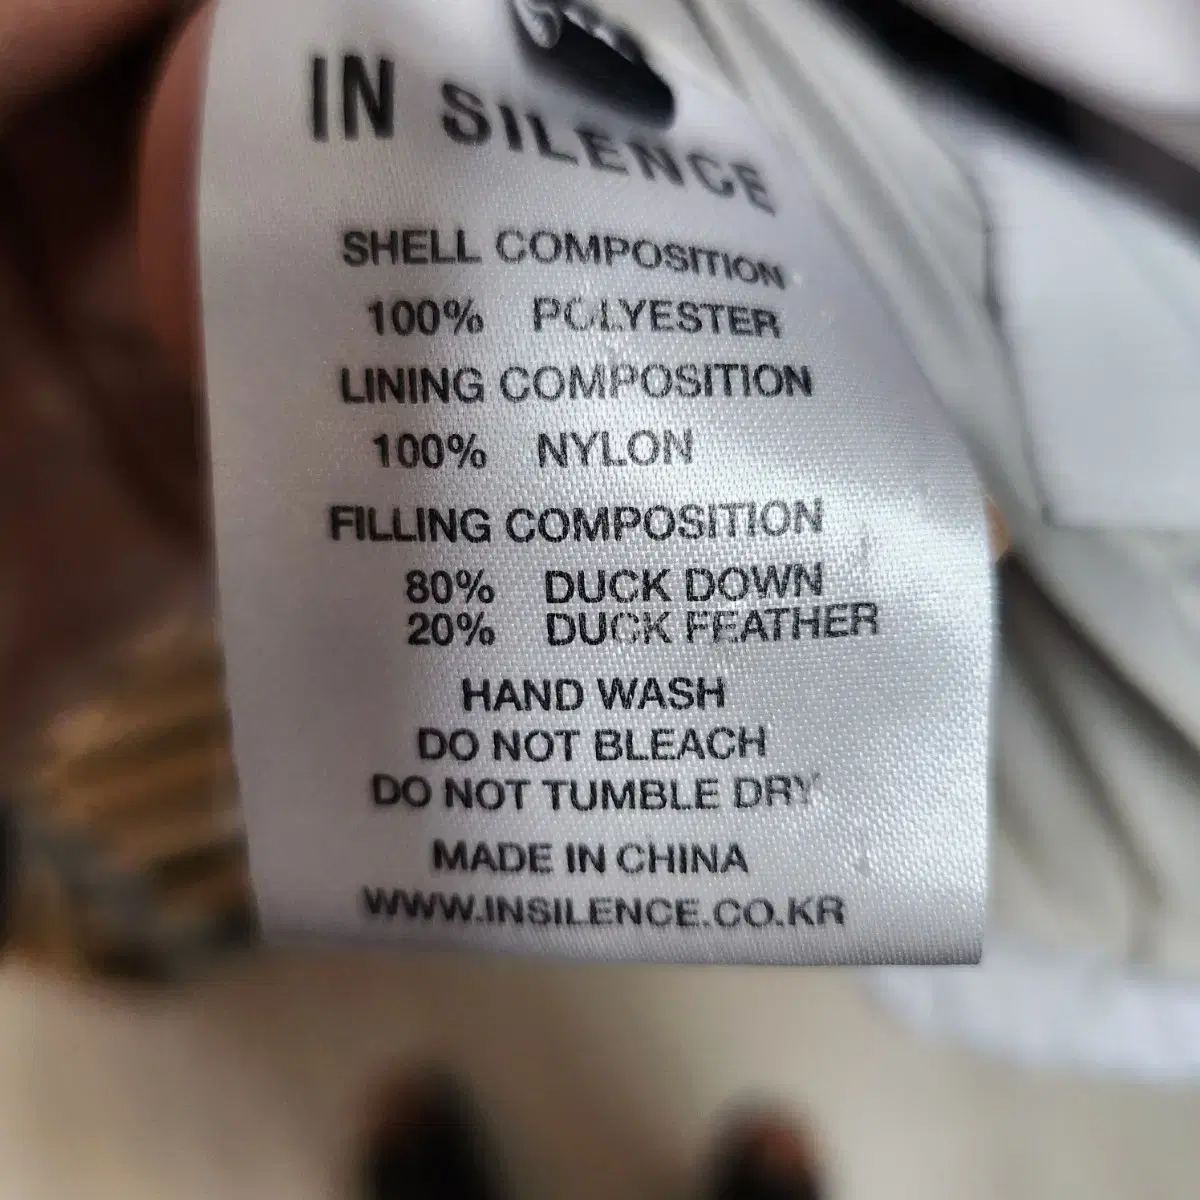 IN SILENCE
SHELL COMPOSITION
100% POLYESTER
LINING COMPOSITION
100% NYLON
FILLING COMPOSITION
80% DUCK DOWN
20% DUCK FEATHER
HAND WASH
DO NOT BLEACH
DO NOT TUMBLE DRY
MADE IN CHINA
WWW.INSILENCE.CO.KR